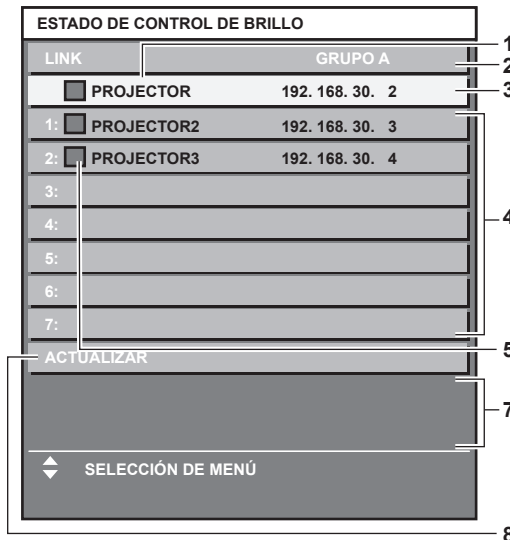 ESTADO DE CONTROL DE BRILLO
LINK GRUPO A
PROJECTOR 192. 168. 30. 2
1: PROJECTOR2 192. 168. 30. 3
2: PROJECTOR3 192. 168. 30. 4
3:
4:
5:
6:
7:
ACTUALIZAR
SELECCIÓN DE MENÚ
1
2
3
4
5
7
8